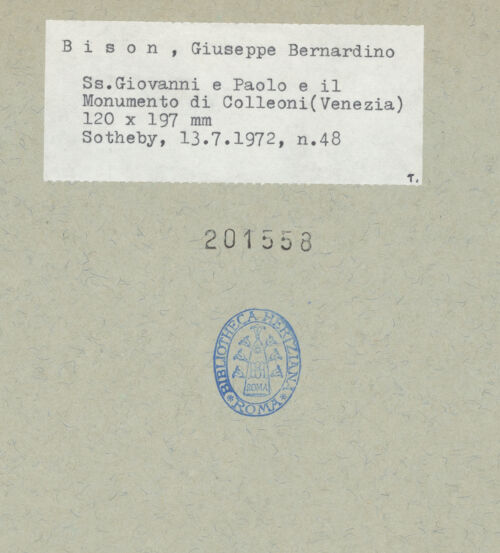 B i s o n , Giuseppe Bernardino
Ss.Giovanni e Paolo e il
Monumento di Colleoni(Venezia)
120 x 197 mm
Sotheby, 13.7.1972, n.48
T.
201558
BIBLIOTHECA HERTZIANA
ROMA
* ROMA *